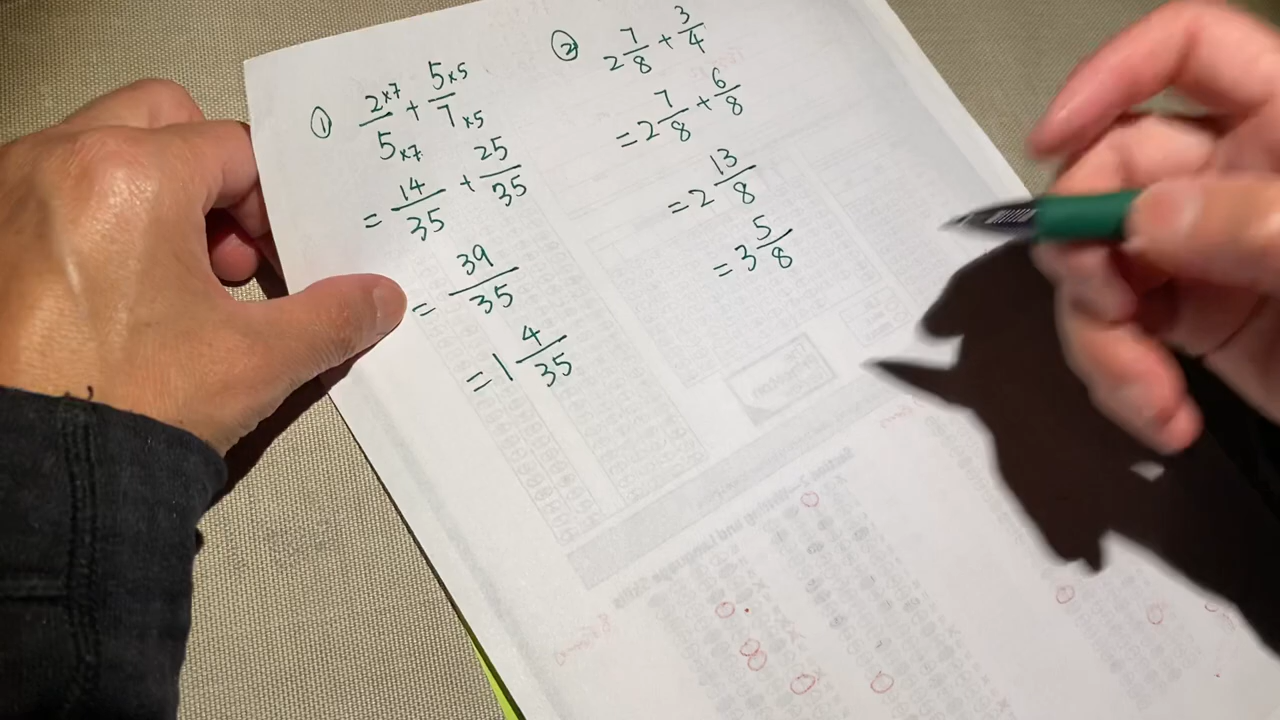 ① 2×7/5×7 + 5×5/7×5
= 14/35 + 25/35
= 39/35
= 1 4/35
② 2 7/8 + 3/4
= 2 7/8 + 6/8
= 2 13/8
= 3 5/8